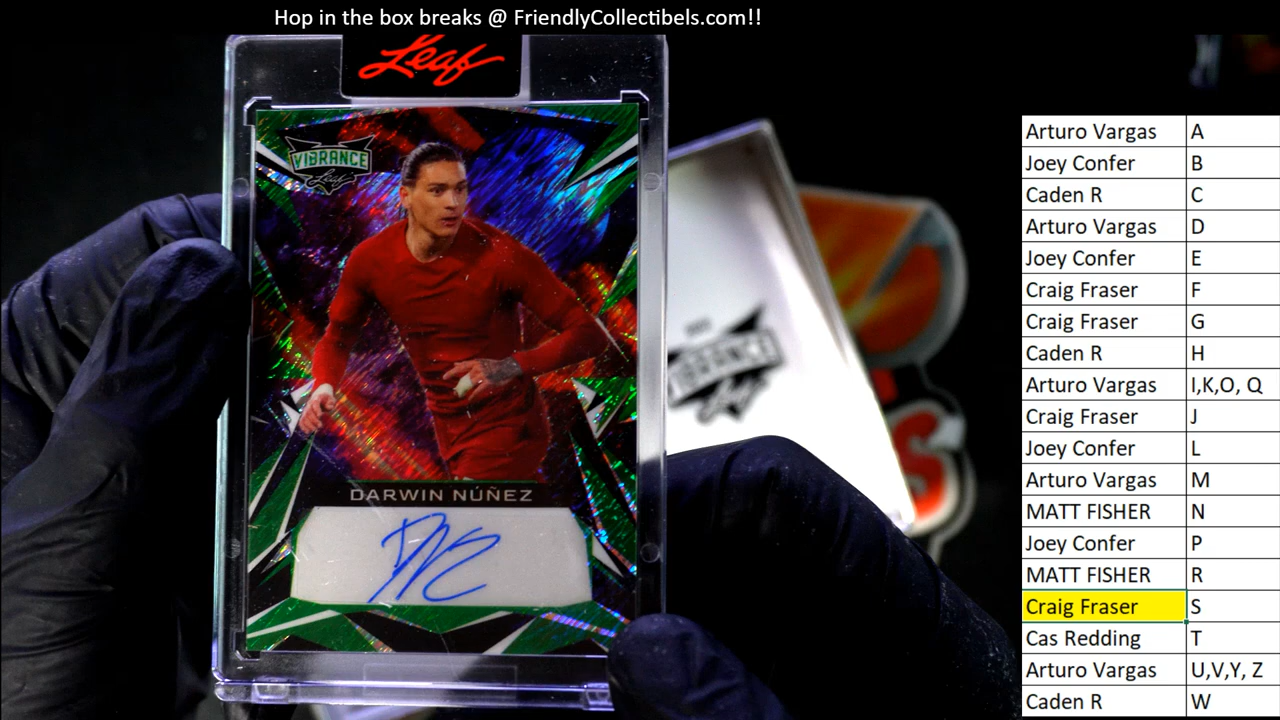 Hop in the box breaks @ FriendlyCollectibels.com!!
Leaf
VIBRANCE
Leaf
DARWIN NÚÑEZ
VIBRANCE
Leaf
Arturo Vargas A
Joey Confer B
Caden R C
Arturo Vargas D
Joey Confer E
Craig Fraser F
Craig Fraser G
Caden R H
Arturo Vargas I,K,O, Q
Craig Fraser J
Joey Confer L
Arturo Vargas M
MATT FISHER N
Joey Confer P
MATT FISHER R
Craig Fraser S
Cas Redding T
Arturo Vargas U,V,Y, Z
Caden R W